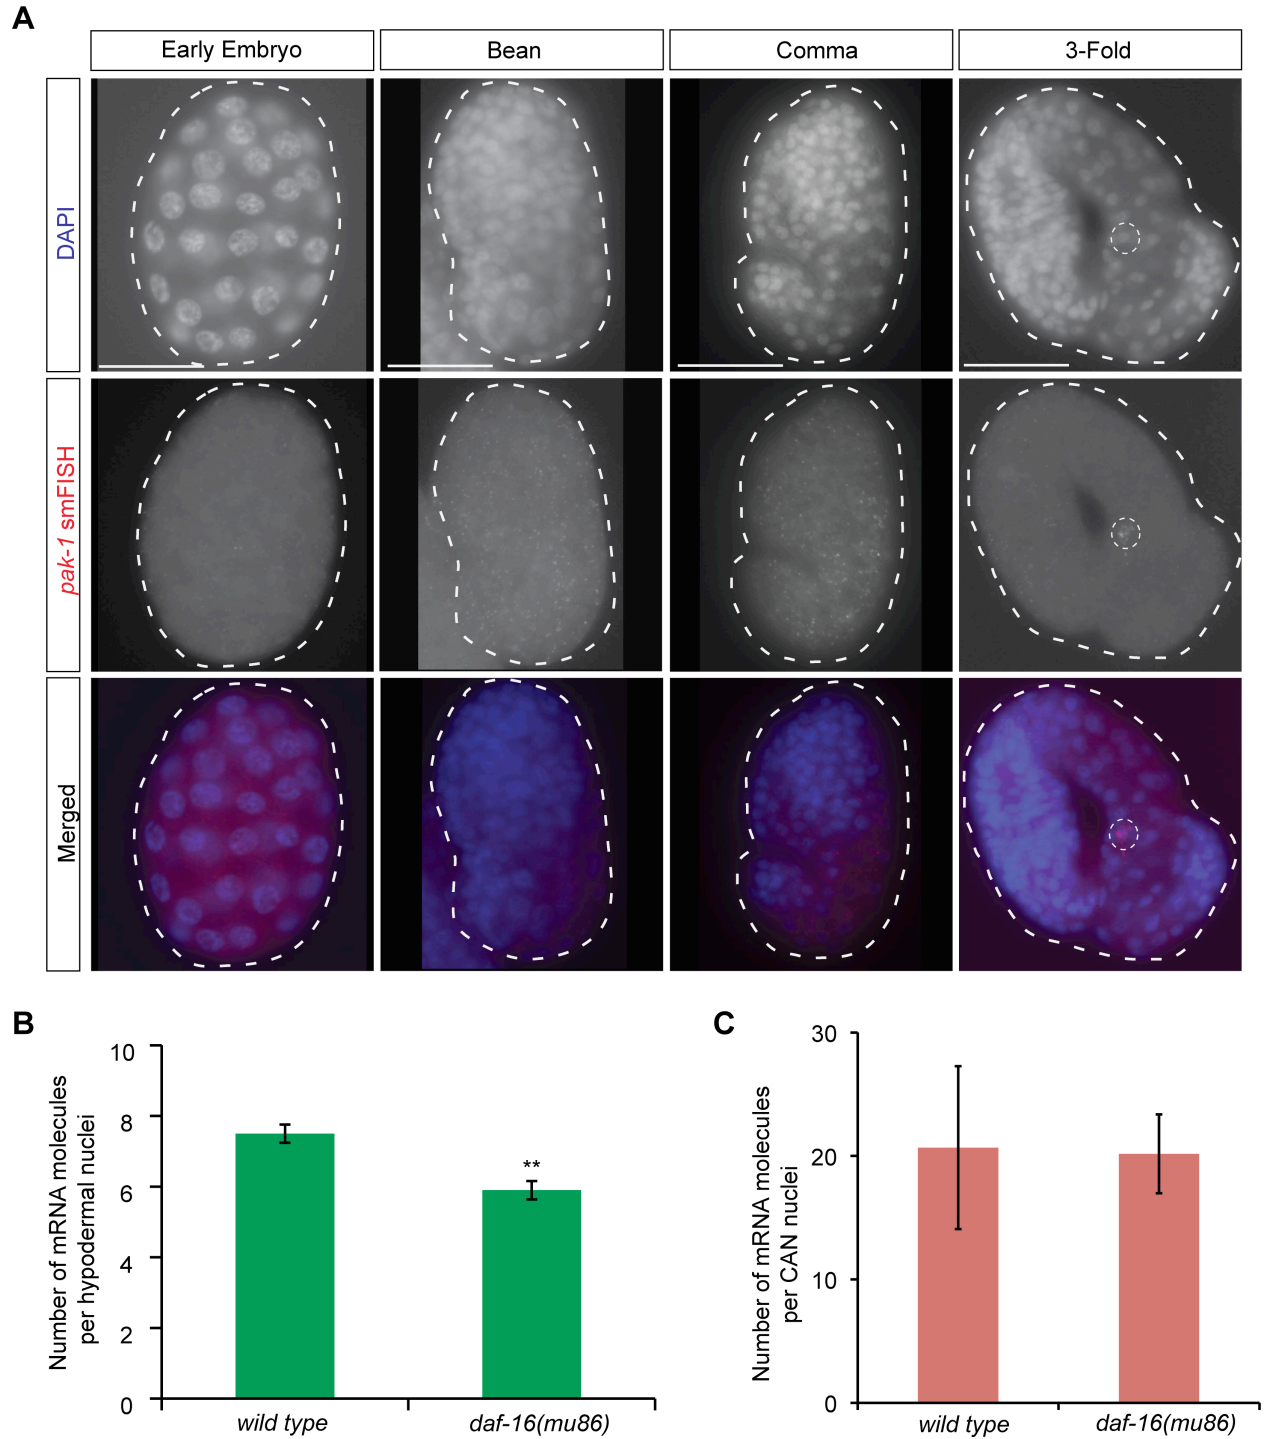 A
Early Embryo
Bean
Comma
3-Fold
DAPI
pak-1 smFISH
Merged
B
Number of mRNA molecules
per hypodermal nuclei
10
8
6
4
2
0
**
wild type
daf-16(mu86)
C
Number of mRNA molecules
per CAN nuclei
30
20
10
0
wild type
daf-16(mu86)